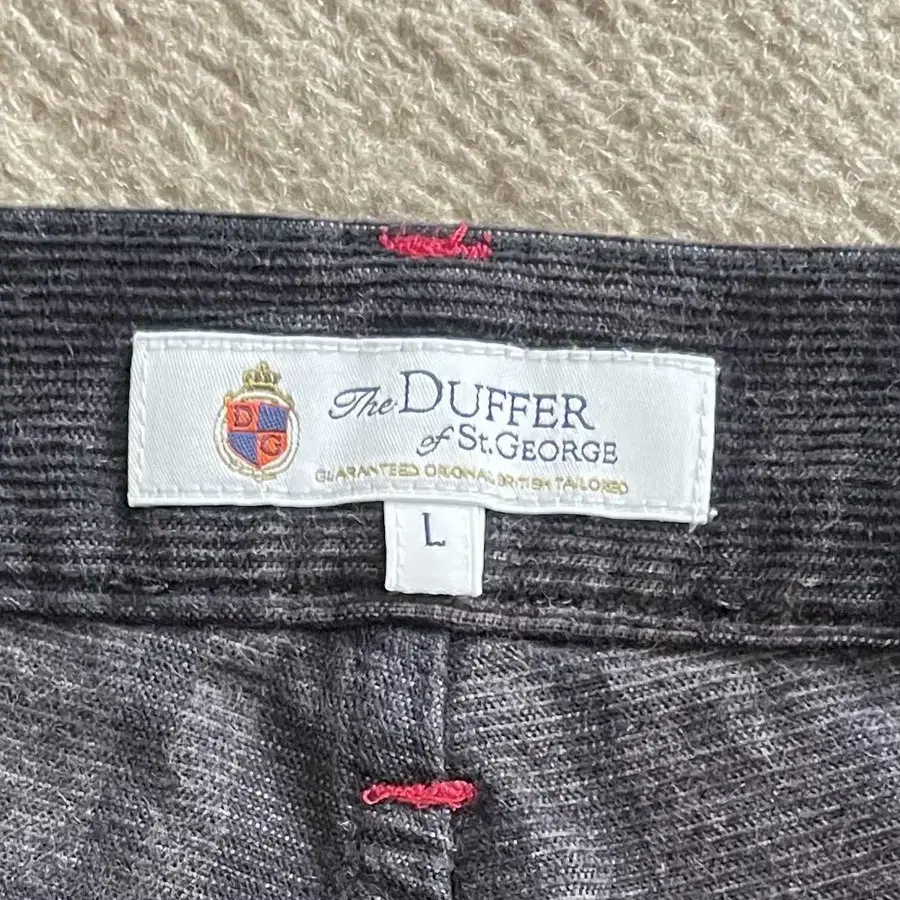 D
G
The DUFFER
of St.GEORGE
GUARANTEED ORIGINAL BRITISH TAILORED
L